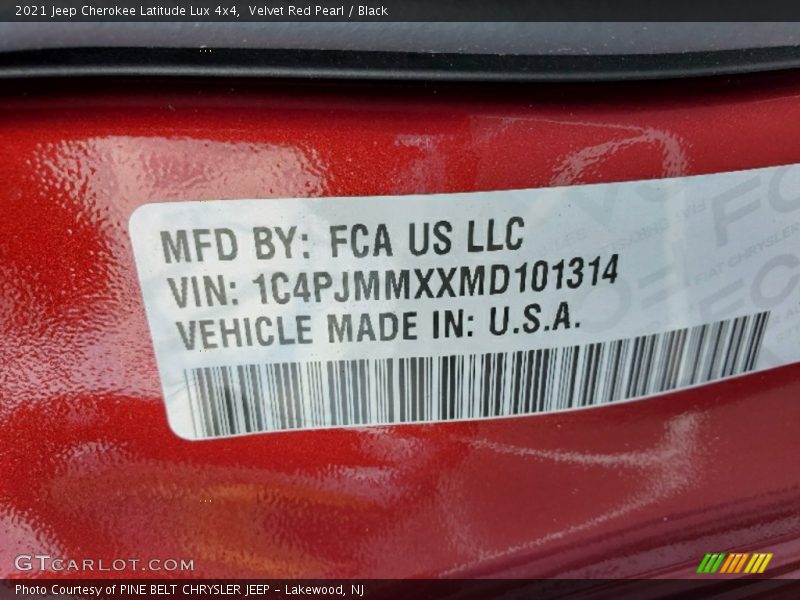 2021 Jeep Cherokee Latitude Lux 4x4,  Velvet Red Pearl / Black
MFD BY: FCA US LLC
VIN: 1C4PJMMXXMD101314
VEHICLE MADE IN: U.S.A.
GTCARLOT.COM
Photo Courtesy of PINE BELT CHRYSLER JEEP - Lakewood, NJ